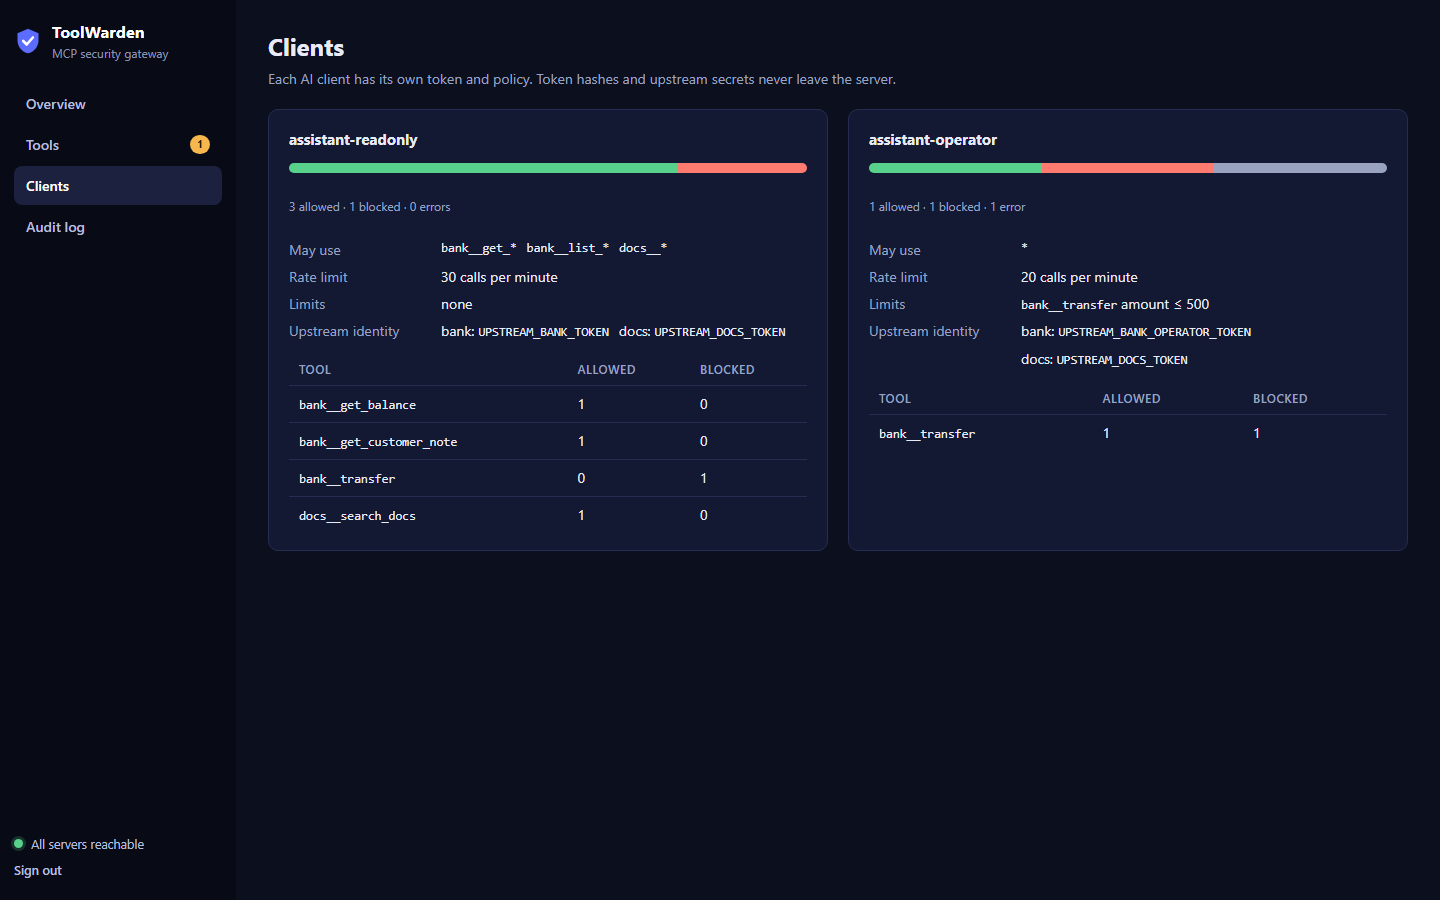 ToolWarden
MCP security gateway
Overview
Tools 1
Clients
Audit log
All servers reachable
Sign out
Clients
Each AI client has its own token and policy. Token hashes and upstream secrets never leave the server.
assistant-readonly
3 allowed · 1 blocked · 0 errors
May use bank__get_* bank__list_* docs__*
Rate limit 30 calls per minute
Limits none
Upstream identity bank: UPSTREAM_BANK_TOKEN docs: UPSTREAM_DOCS_TOKEN
TOOL ALLOWED BLOCKED
bank__get_balance 1 0
bank__get_customer_note 1 0
bank__transfer 0 1
docs__search_docs 1 0
assistant-operator
1 allowed · 1 blocked · 1 error
May use *
Rate limit 20 calls per minute
Limits bank__transfer amount ≤ 500
Upstream identity bank: UPSTREAM_BANK_OPERATOR_TOKEN
docs: UPSTREAM_DOCS_TOKEN
TOOL ALLOWED BLOCKED
bank__transfer 1 1